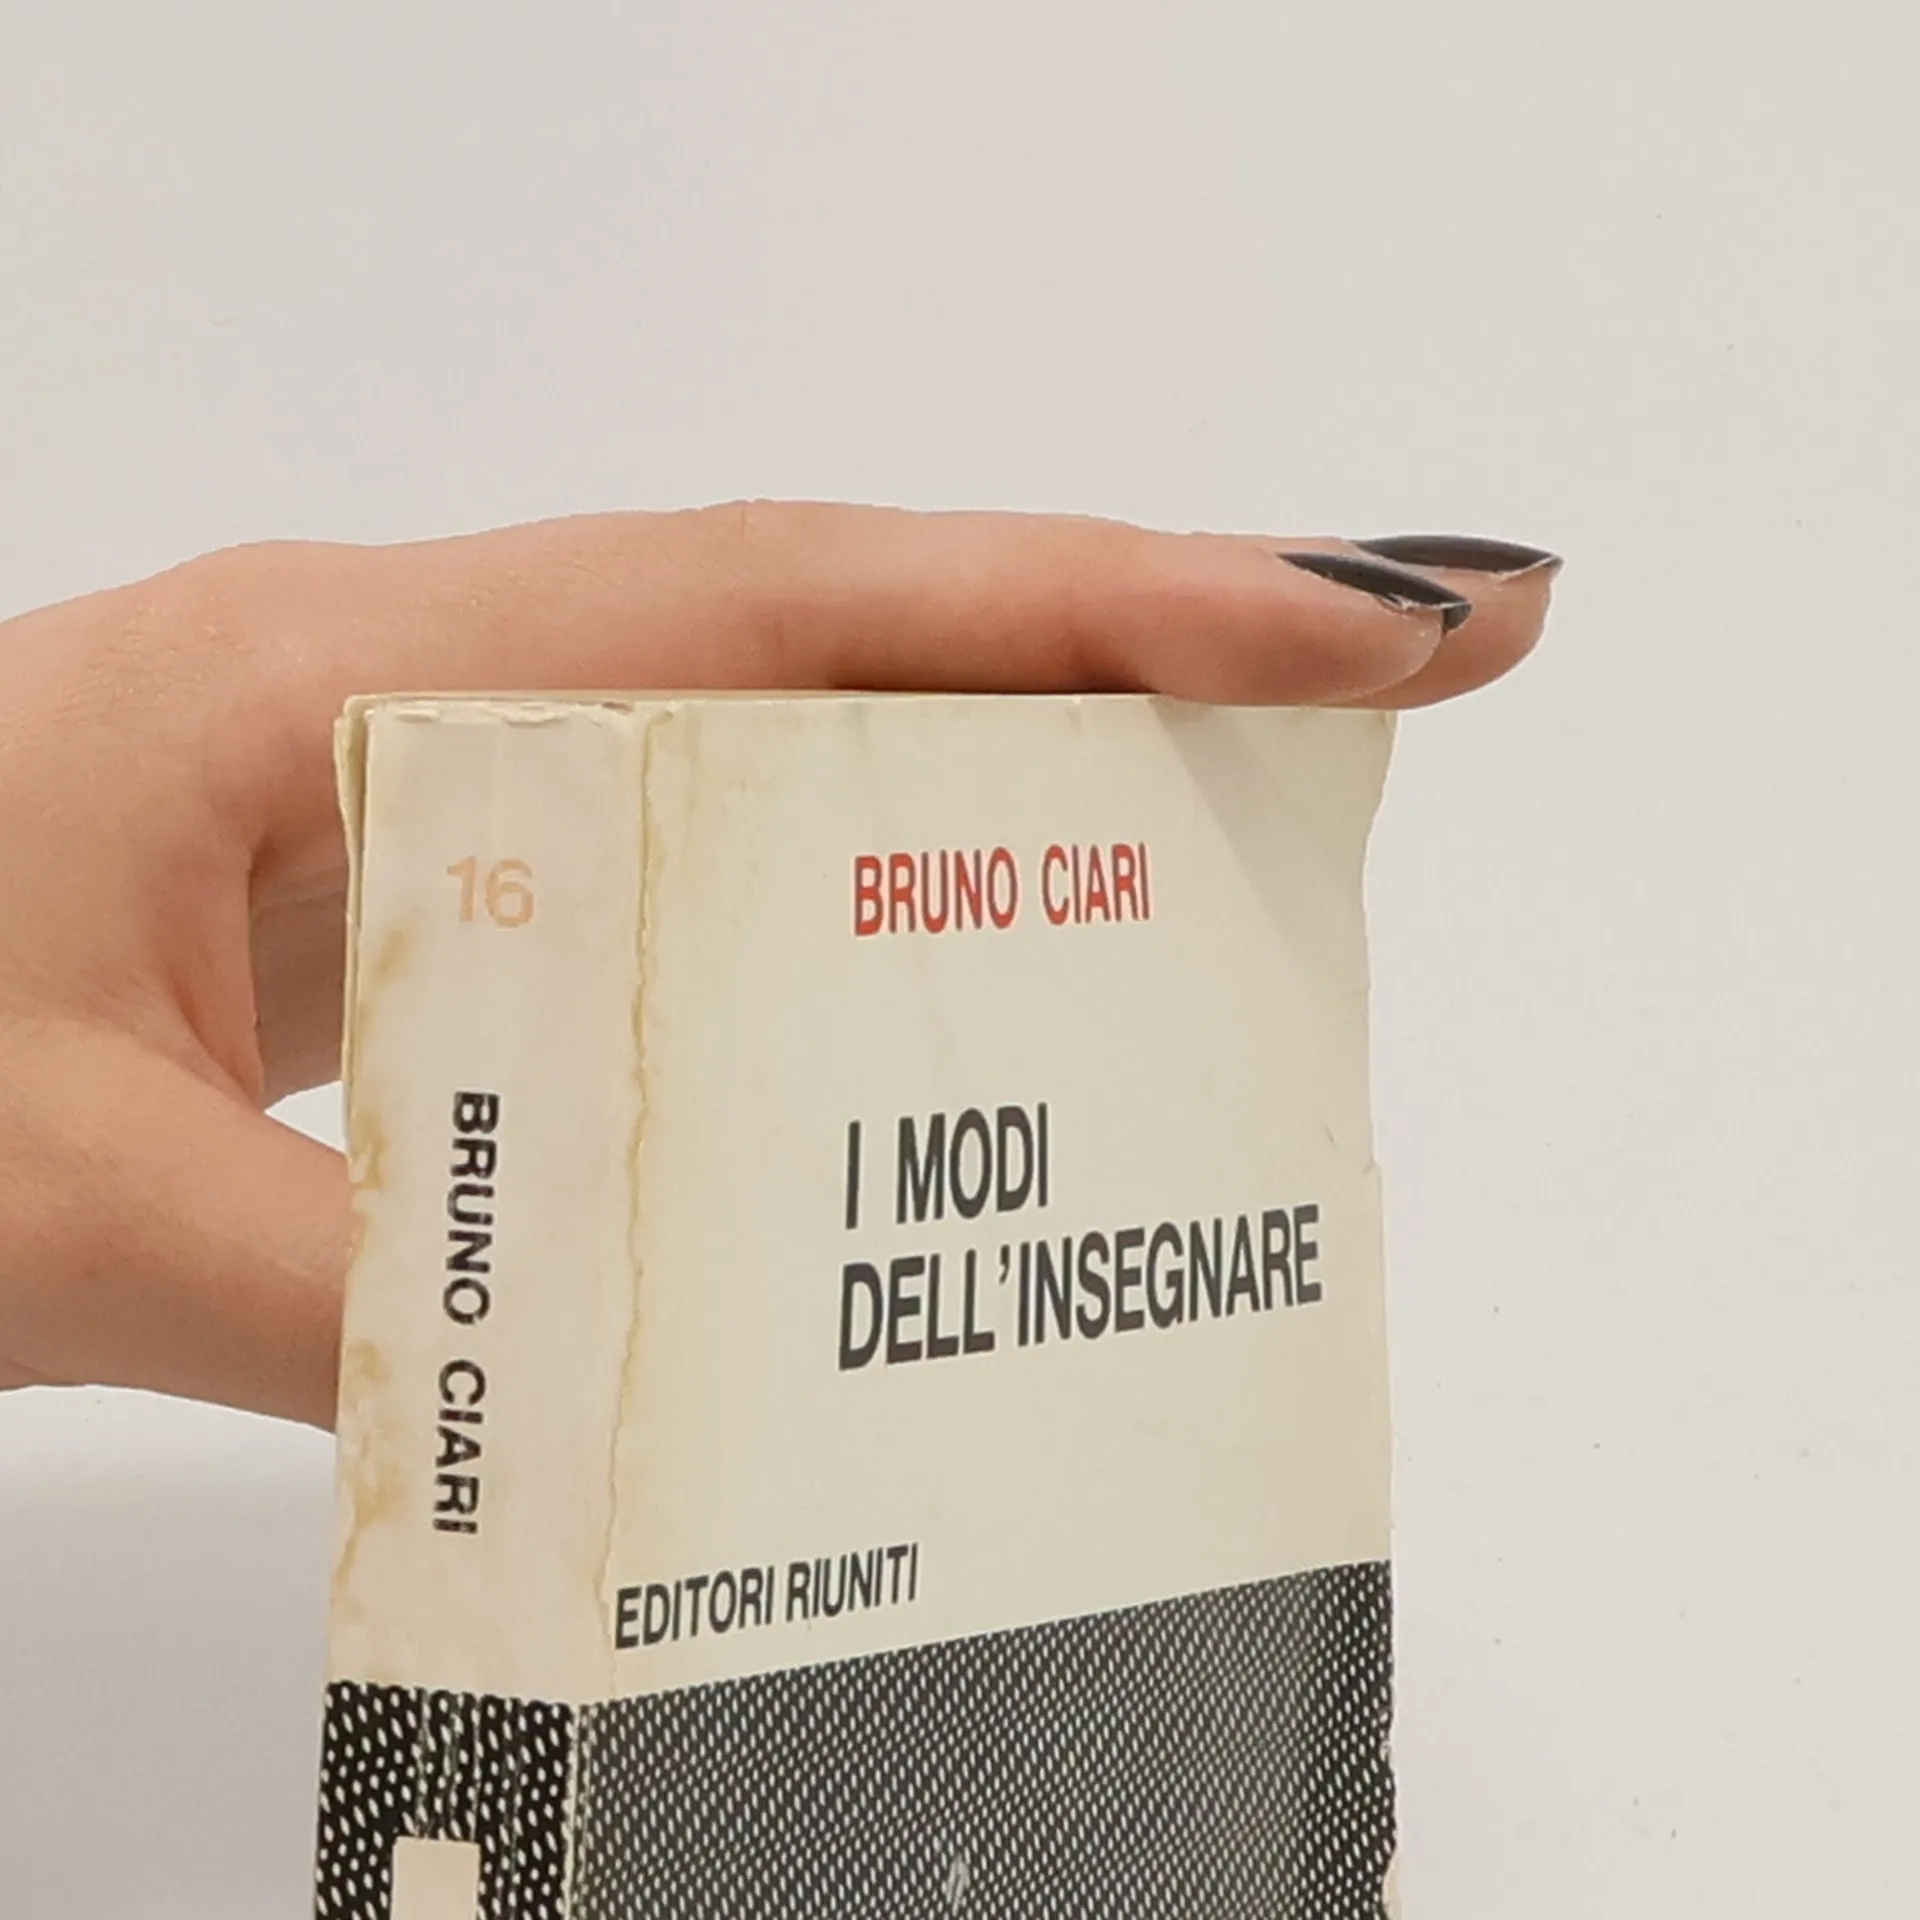 16
BRUNO CIARI
BRUNO CIARI
I MODI
DELL'INSEGNARE
EDITORI RIUNITI